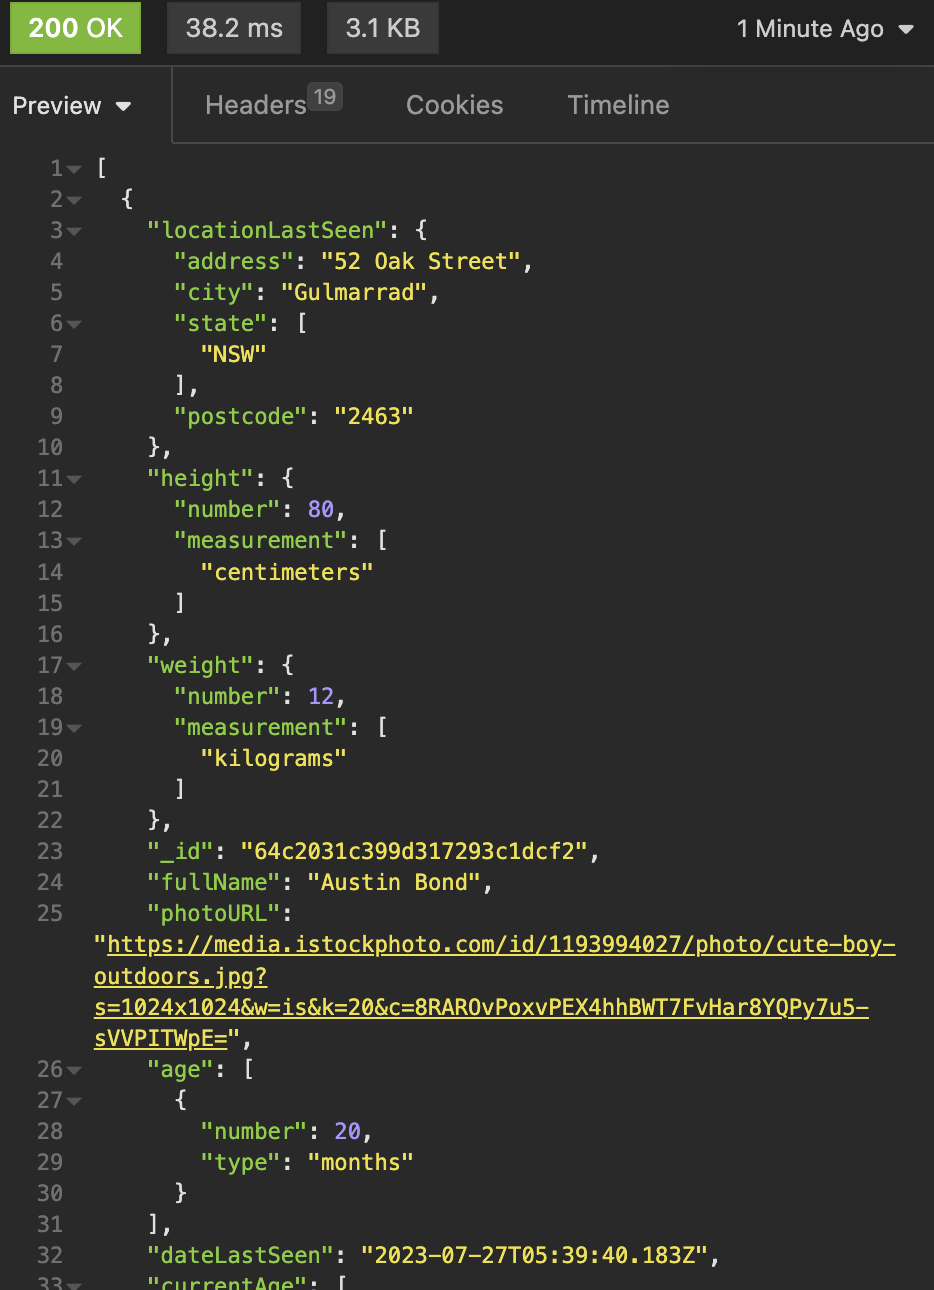 200 OK 38.2 ms 3.1 KB 1 Minute Ago
Preview Headers 19 Cookies Timeline
1 [
2 {
3 "locationLastSeen": {
4 "address": "52 Oak Street",
5 "city": "Gulmarrad",
6 "state": [
7 "NSW"
8 ],
9 "postcode": "2463"
10 },
11 "height": {
12 "number": 80,
13 "measurement": [
14 "centimeters"
15 ]
16 },
17 "weight": {
18 "number": 12,
19 "measurement": [
20 "kilograms"
21 ]
22 },
23 "_id": "64c2031c399d317293c1dcf2",
24 "fullName": "Austin Bond",
25 "photoURL":
"https://media.istockphoto.com/id/1193994027/photo/cute-boy-
outdoors.jpg?
s=1024x1024&w=is&k=20&c=8RAROvPoxvPEX4hhBWT7FvHar8YQPy7u5-
sVVPITWpE=",
26 "age": [
27 {
28 "number": 20,
29 "type": "months"
30 }
31 ],
32 "dateLastSeen": "2023-07-27T05:39:40.183Z",
33 "currentAge": [